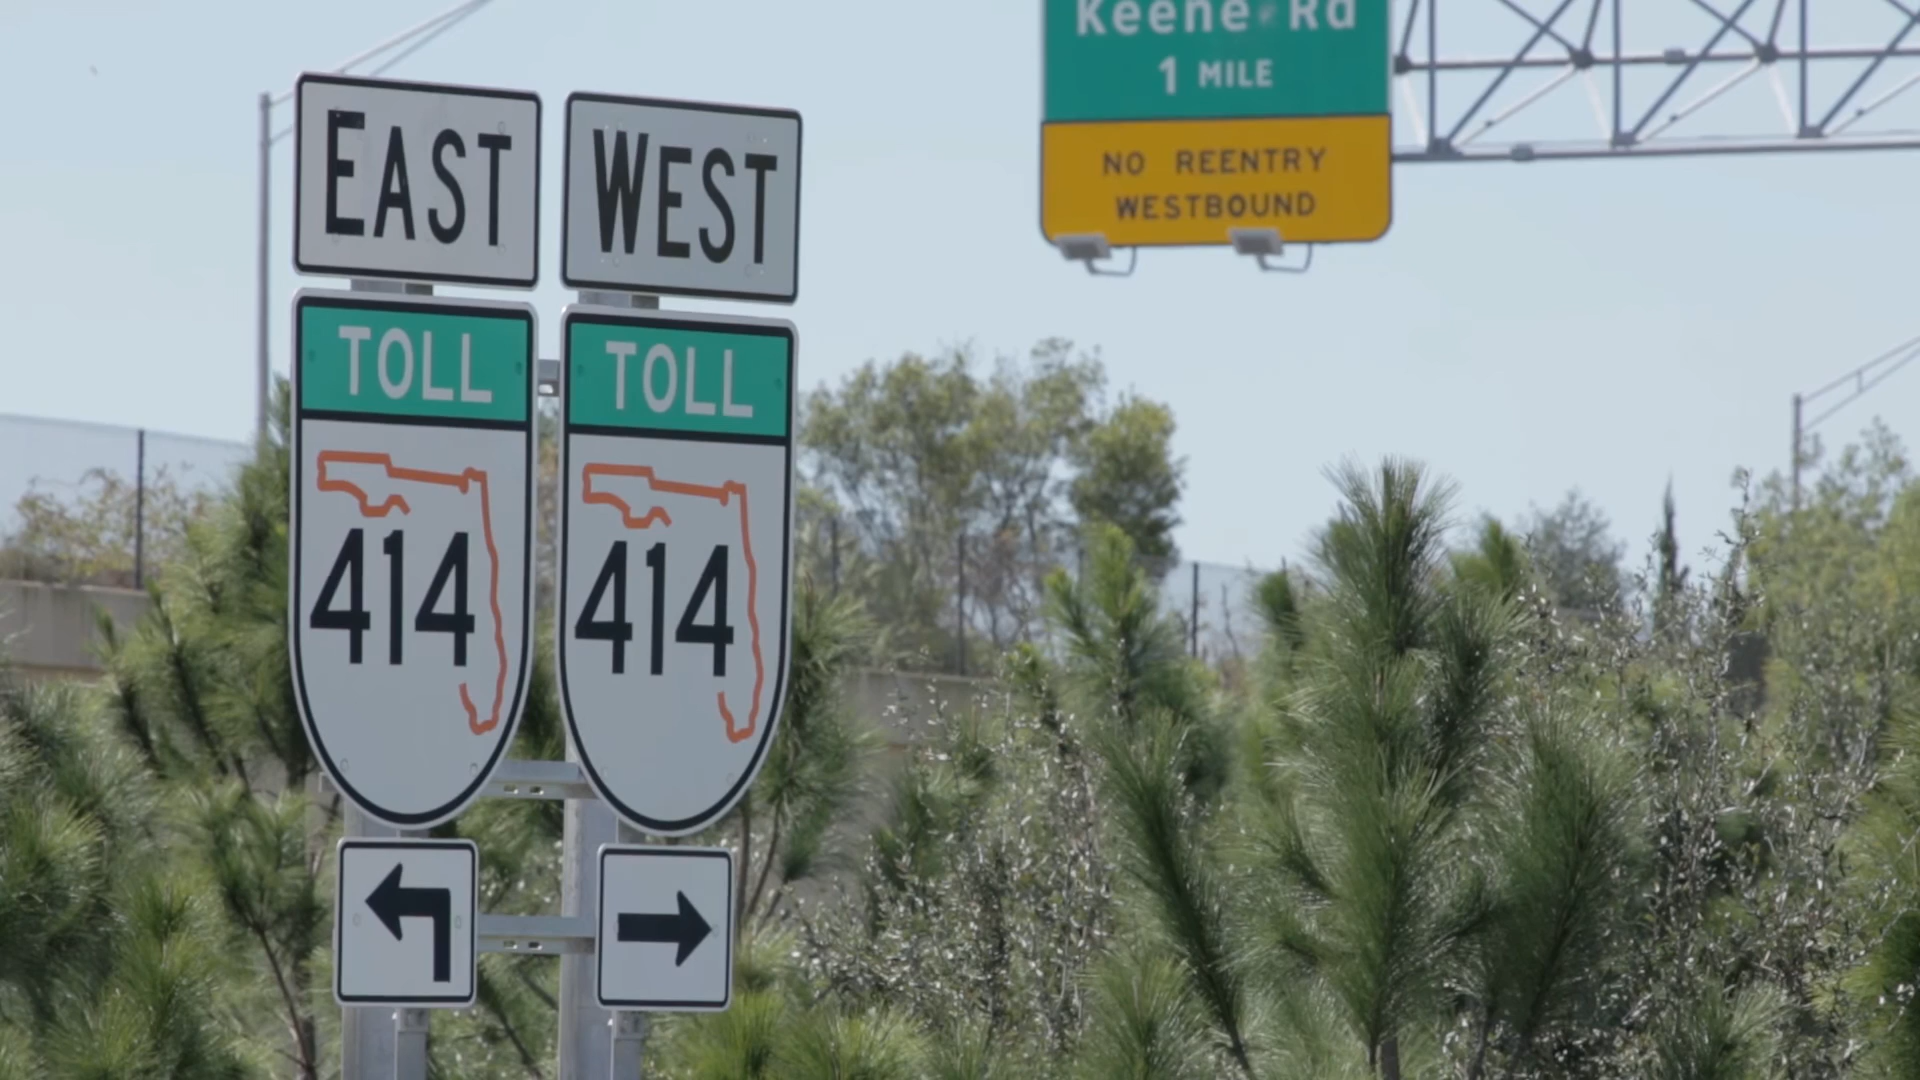 EAST
TOLL
414
WEST
TOLL
414
Keene Rd
1 MILE
NO REENTRY
WESTBOUND